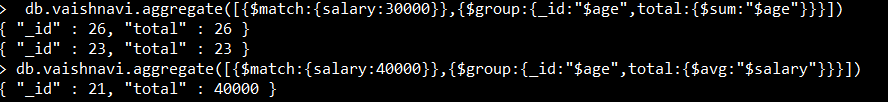 >  db.vaishnavi.aggregate([{$match:{salary:30000}},{$group:{_id:"$age",total:{$sum:"$age"}}}])
{ "_id" : 26, "total" : 26 }
{ "_id" : 23, "total" : 23 }
> db.vaishnavi.aggregate([{$match:{salary:40000}},{$group:{_id:"$age",total:{$avg:"$salary"}}}])
{ "_id" : 21, "total" : 40000 }